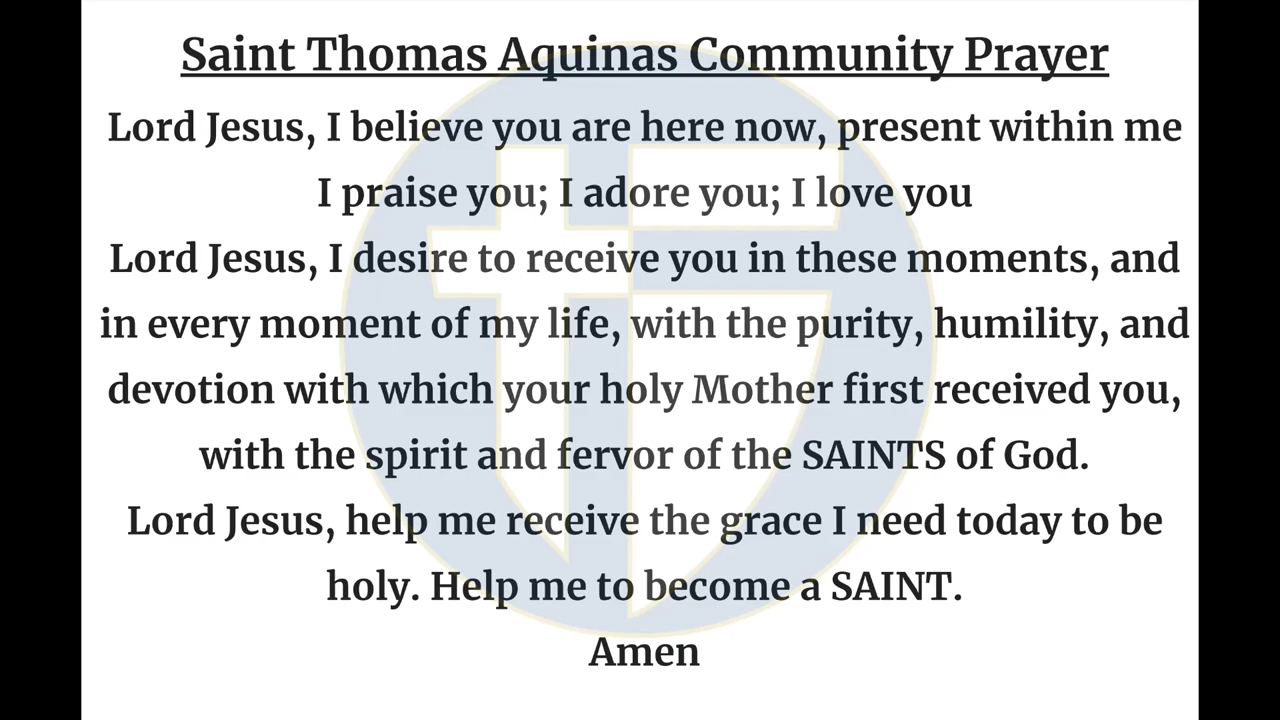 Saint Thomas Aquinas Community Prayer
Lord Jesus, I believe you are here now, present within me
I praise you; I adore you; I love you
Lord Jesus, I desire to receive you in these moments, and
in every moment of my life, with the purity, humility, and
devotion with which your holy Mother first received you,
with the spirit and fervor of the SAINTS of God.
Lord Jesus, help me receive the grace I need today to be
holy. Help me to become a SAINT.
Amen